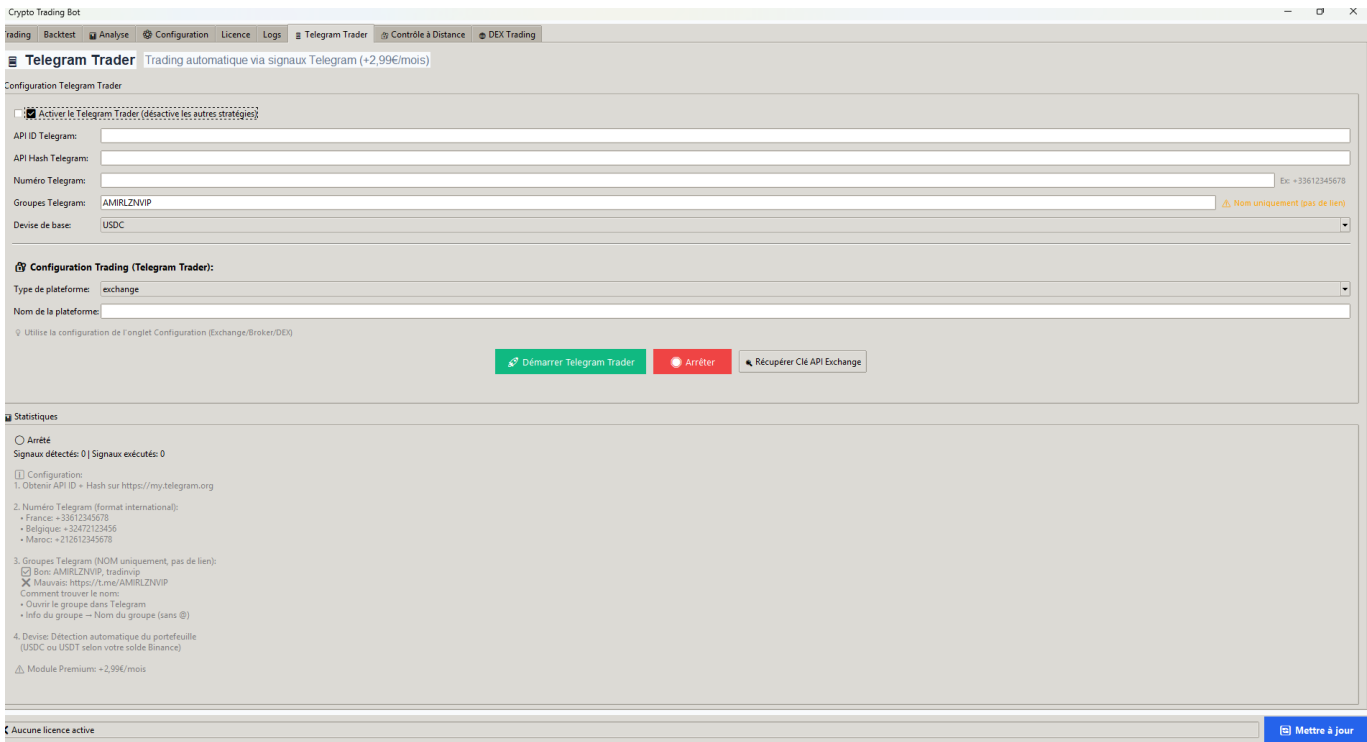 Crypto Trading Bot
Trading Backtest Analyse Configuration Licence Logs Telegram Trader Contrôle à Distance DEX Trading
Telegram Trader Trading automatique via signaux Telegram (+2,99€/mois)
Configuration Telegram Trader
Activer le Telegram Trader (désactive les autres stratégies)
API ID Telegram:
API Hash Telegram:
Numéro Telegram: Ex: +33612345678
Groupes Telegram: AMIRLZNVIP ⚠ Nom uniquement (pas de lien)
Devise de base: USDC
Configuration Trading (Telegram Trader):
Type de plateforme: exchange
Nom de la plateforme:
Utilise la configuration de l'onglet Configuration (Exchange/Broker/DEX)
Démarrer Telegram Trader Arrêter Récupérer Clé API Exchange
Statistiques
Arrêté
Signaux détectés: 0 | Signaux exécutés: 0
Configuration:
1. Obtenir API ID + Hash sur https://my.telegram.org
2. Numéro Telegram (format international):
• France: +33612345678
• Belgique: +32472123456
• Maroc: +212612345678
3. Groupes Telegram (NOM uniquement, pas de lien):
Bon: AMIRLZNVIP, tradinvip
Mauvais: https://t.me/AMIRLZNVIP
Comment trouver le nom:
• Ouvrir le groupe dans Telegram
• Info du groupe → Nom du groupe (sans @)
4. Devise: Détection automatique du portefeuille
(USDC ou USDT selon votre solde Binance)
⚠ Module Premium: +2,99€/mois
Aucune licence active Mettre à jour